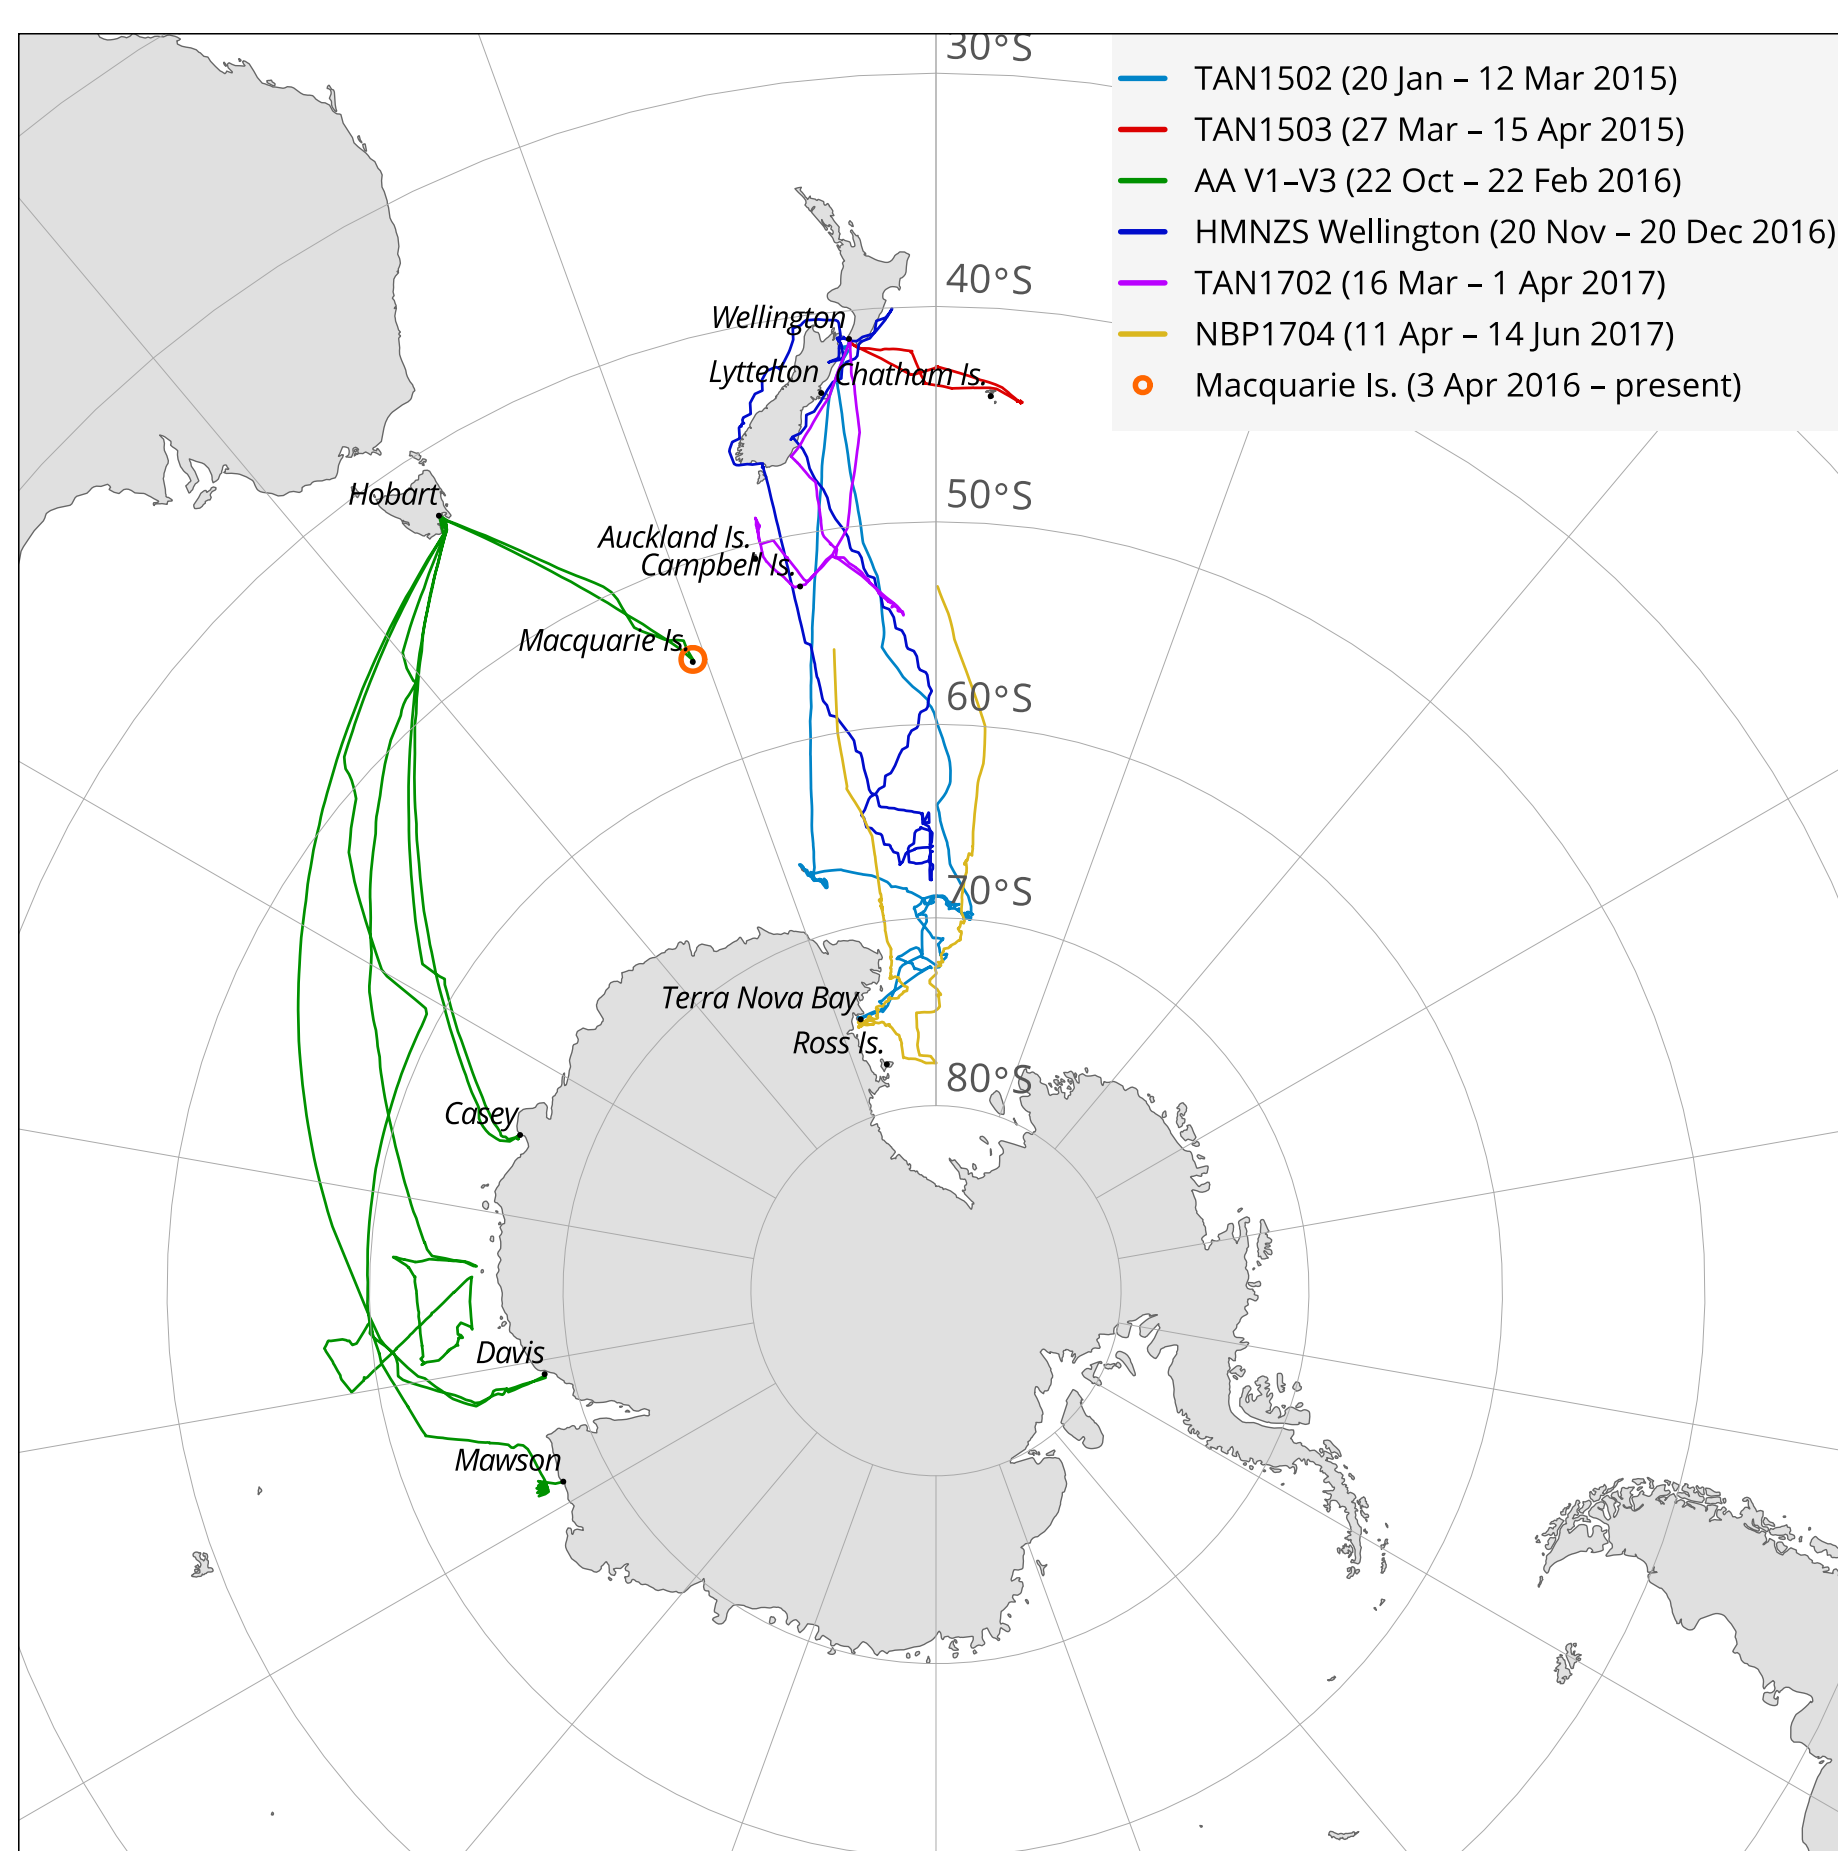 30°S
TAN1502 (20 Jan – 12 Mar 2015)
TAN1503 (27 Mar – 15 Apr 2015)
AA V1–V3 (22 Oct – 22 Feb 2016)
HMNZS Wellington (20 Nov – 20 Dec 2016)
TAN1702 (16 Mar – 1 Apr 2017)
NBP1704 (11 Apr – 14 Jun 2017)
Macquarie Is. (3 Apr 2016 – present)
40°S
Wellington
Lyttelton
Chatham Is.
Hobart
50°S
Auckland Is.
Campbell Is.
Macquarie Is.
60°S
70°S
Terra Nova Bay
Ross Is.
80°S
Casey
Davis
Mawson